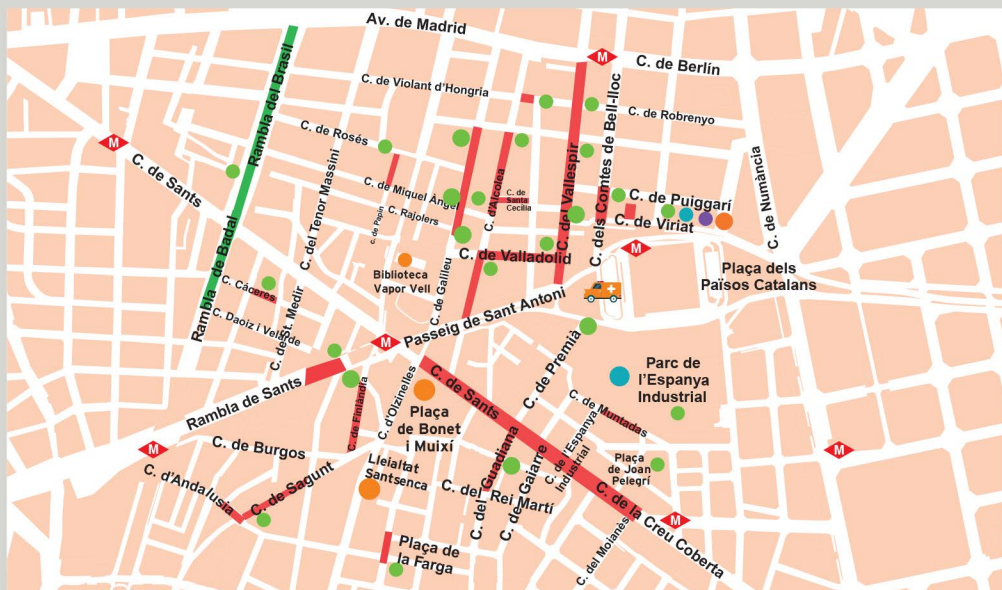 Av. de Madrid
M
C. de Berlín
C. de Violant d'Hongria
Rambla del Brasil
C. de Robrenyo
C. de Rosés
M
C. de Sants
C. del Tenor Massini
C. de Miquel Àngel
C. Rajolers
c. de Papin
C. d'Alcolea
C. de
Santa
Cecília
C. del Vallespir
C. dels Comtes de Bell-lloc
C. de Puiggarí
C. de Viriat
C. de Numància
M
C. de Valladolid
Plaça dels
Països Catalans
Biblioteca
Vapor Vell
C. de Galileu
Rambla de Badal
C. Cáceres
C. Daoiz i Velarde
C. de St. Medir
Passeig de Sant Antoni
M
C. de Premià
Parc de
l'Espanya
Industrial
Rambla de Sants
C. de Finlàndia
C. d'Olzinelles
C. de Sants
Plaça
de Bonet
i Muixí
C. de Muntadas
M
C. de Burgos
C. de l'Espanya
Industrial
Plaça
de Joan
Pelegrí
M
C. d'Andalusia
C. de Sagunt
Lleialtat
Santsenca
C. del Rei Martí
C. del Guadiana
C. de Gaiarre
C. de la Creu Coberta
M
C. del Moianès
Plaça de
la Farga